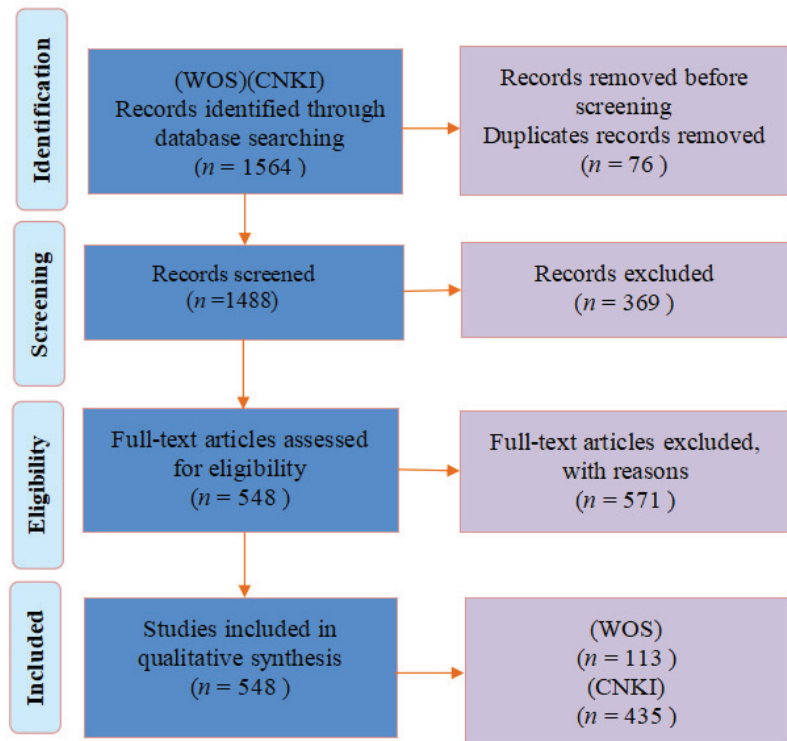 Identification
(WOS)(CNKI)
Records identified through
database searching
(n = 1564 )
Records removed before
screening
Duplicates records removed
(n = 76 )
Screening
Records screened
(n =1488)
Records excluded
(n = 369 )
Eligibility
Full-text articles assessed
for eligibility
(n = 548 )
Full-text articles excluded,
with reasons
(n = 571 )
Included
Studies included in
qualitative synthesis
(n = 548 )
(WOS)
(n = 113 )
(CNKI)
(n = 435 )